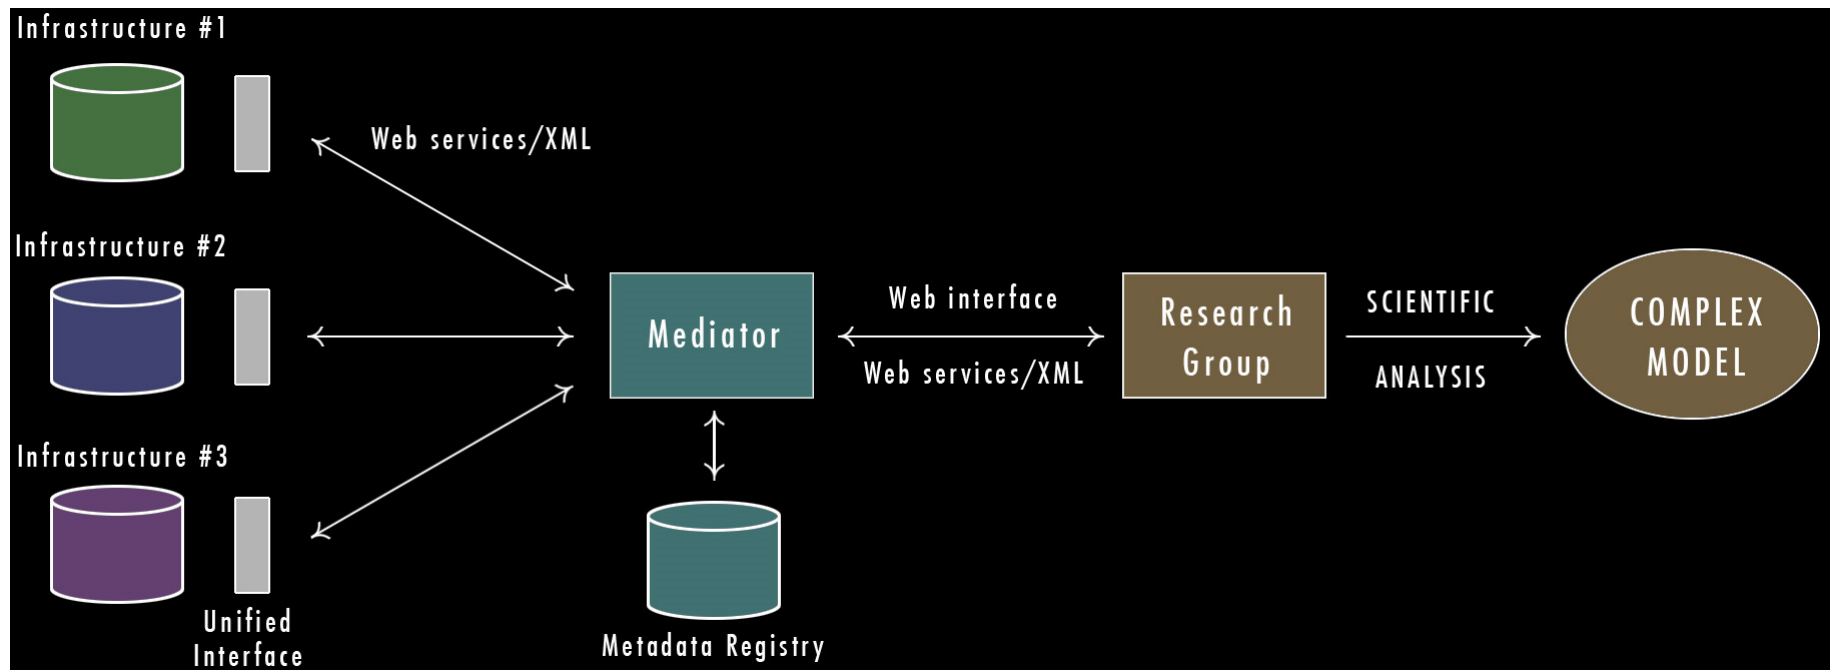 Infrastructure #1
Web services/XML
Infrastructure #2
Infrastructure #3
Unified
Interface
Mediator
Metadata Registry
Web interface
Web services/XML
Research
Group
SCIENTIFIC
ANALYSIS
COMPLEX
MODEL